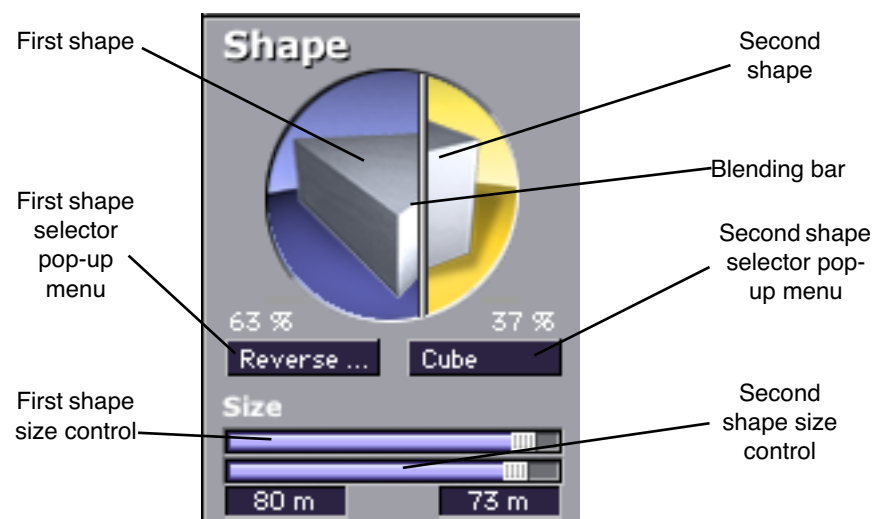 First shape
Shape
Second
shape
Blending bar
First shape
selector
pop-up
menu
Second shape
selector pop-
up menu
63 %
37 %
Reverse ...
Cube
First shape
size control
Size
Second
shape size
control
80 m
73 m